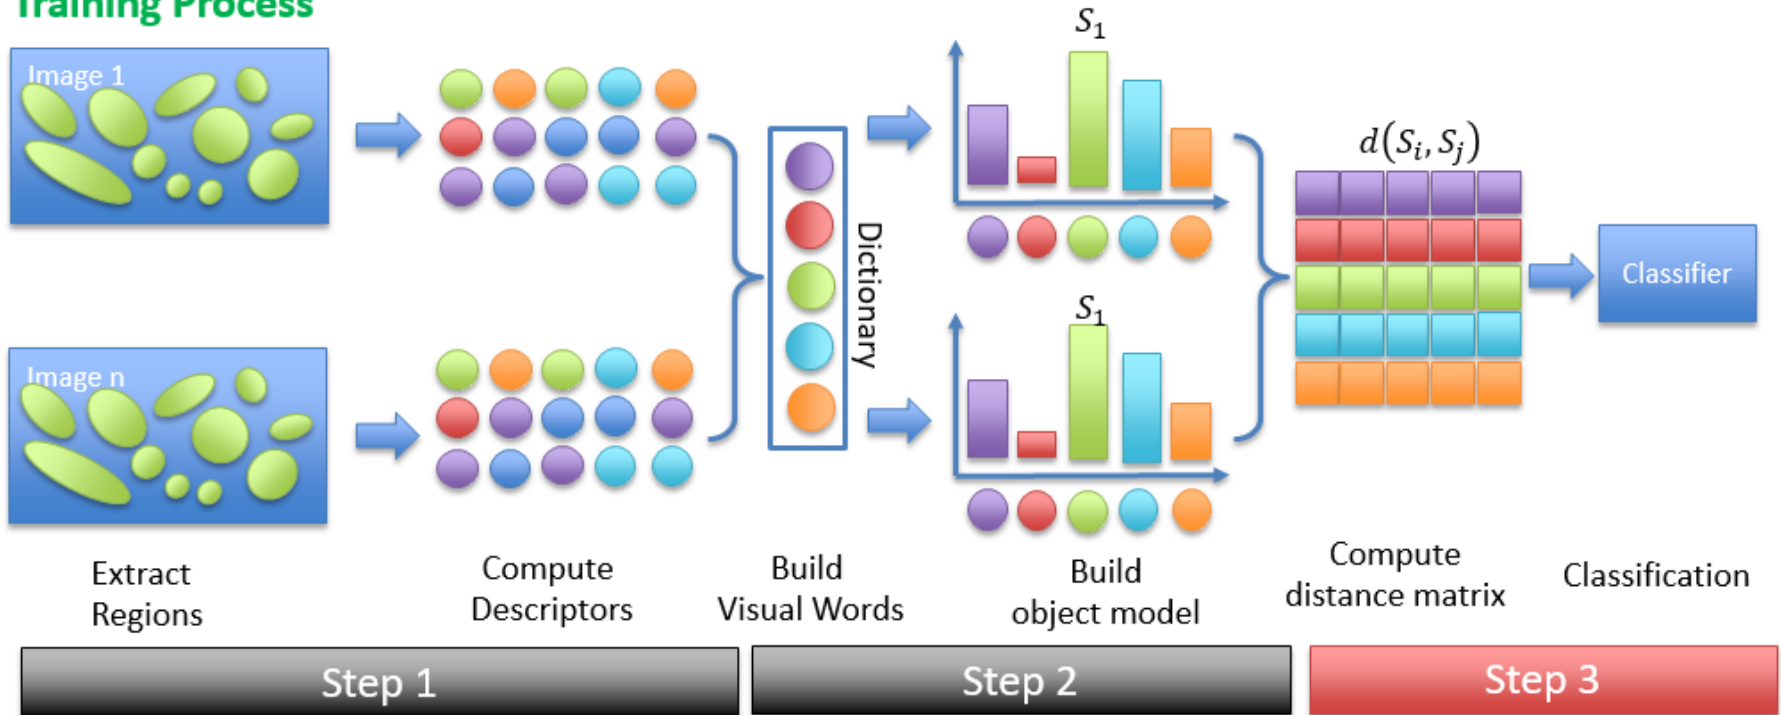 Training Process
Image 1
Image n
Dictionary
S₁
S₁
d(Sᵢ, Sⱼ)
Classifier
Extract
Regions
Compute
Descriptors
Build
Visual Words
Build
object model
Compute
distance matrix
Classification
Step 1
Step 2
Step 3